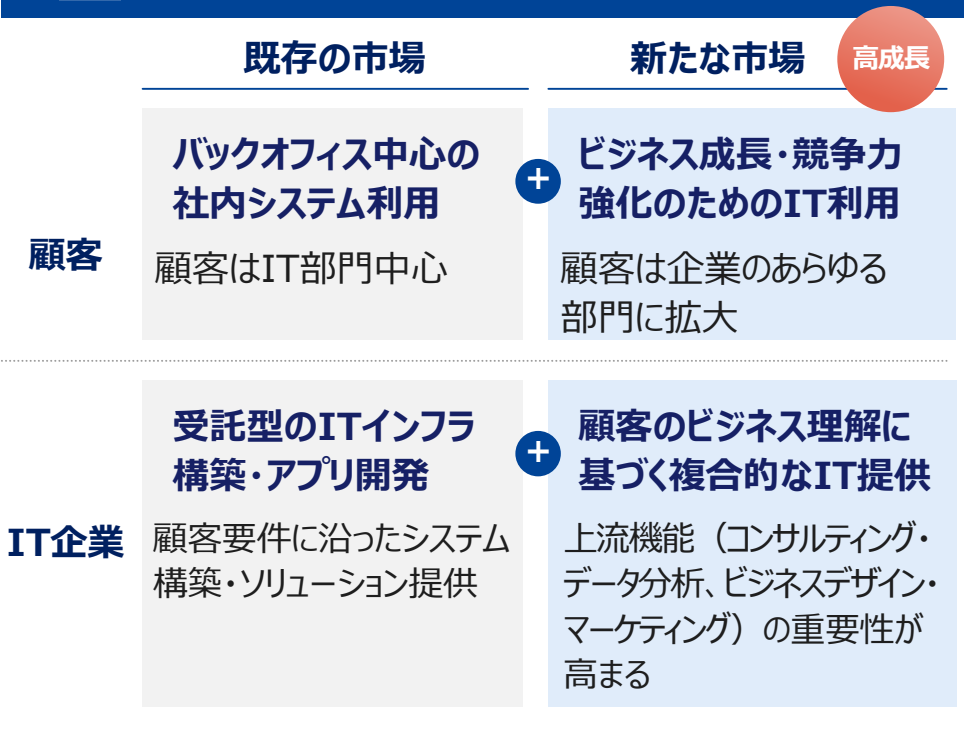 既存の市場
新たな市場
高成長
顧客
バックオフィス中心の
社内システム利用
顧客はIT部門中心
+
ビジネス成長・競争力
強化のためのIT利用
顧客は企業のあらゆる
部門に拡大
IT企業
受託型のITインフラ
構築・アプリ開発
顧客要件に沿ったシステム
構築・ソリューション提供
+
顧客のビジネス理解に
基づく複合的なIT提供
上流機能（コンサルティング・
データ分析、ビジネスデザイン・
マーケティング）の重要性が
高まる